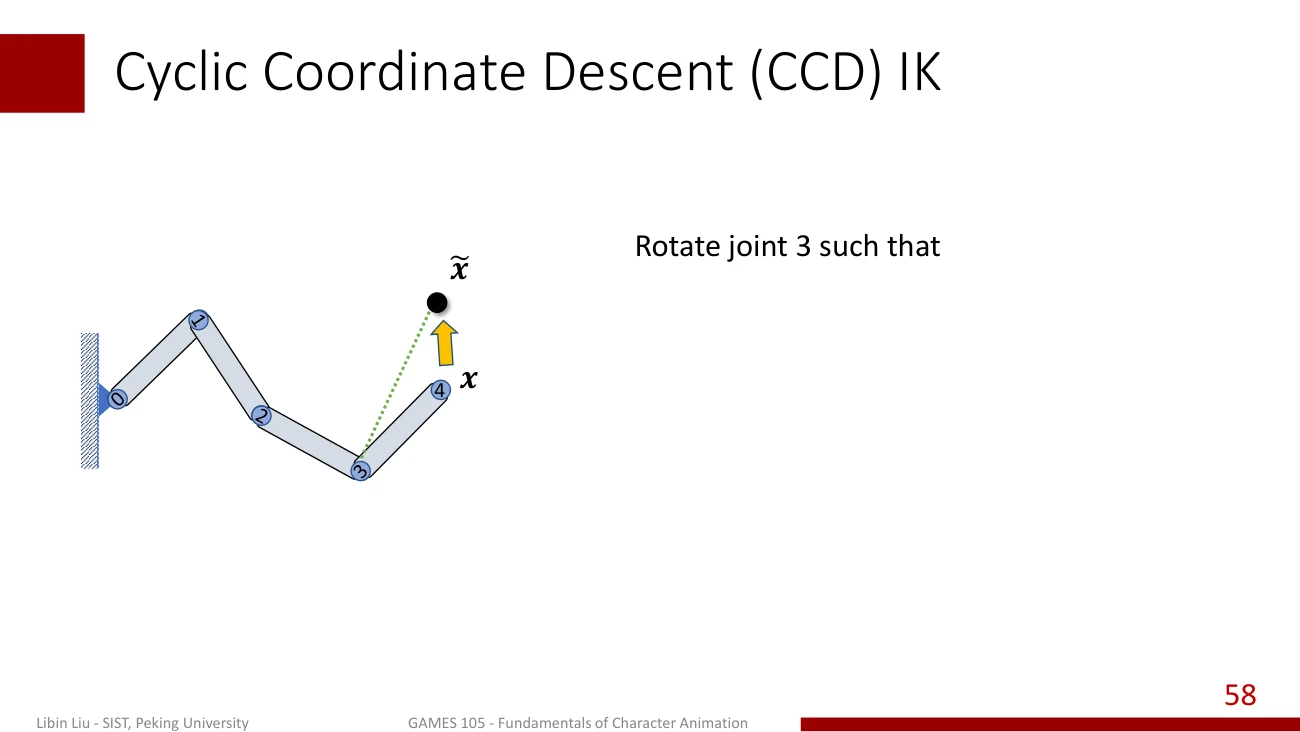 Cyclic Coordinate Descent (CCD) IK
Rotate joint 3 such that
x̃
x
0
1
2
3
4
58
Libin Liu - SIST, Peking University
GAMES 105 - Fundamentals of Character Animation